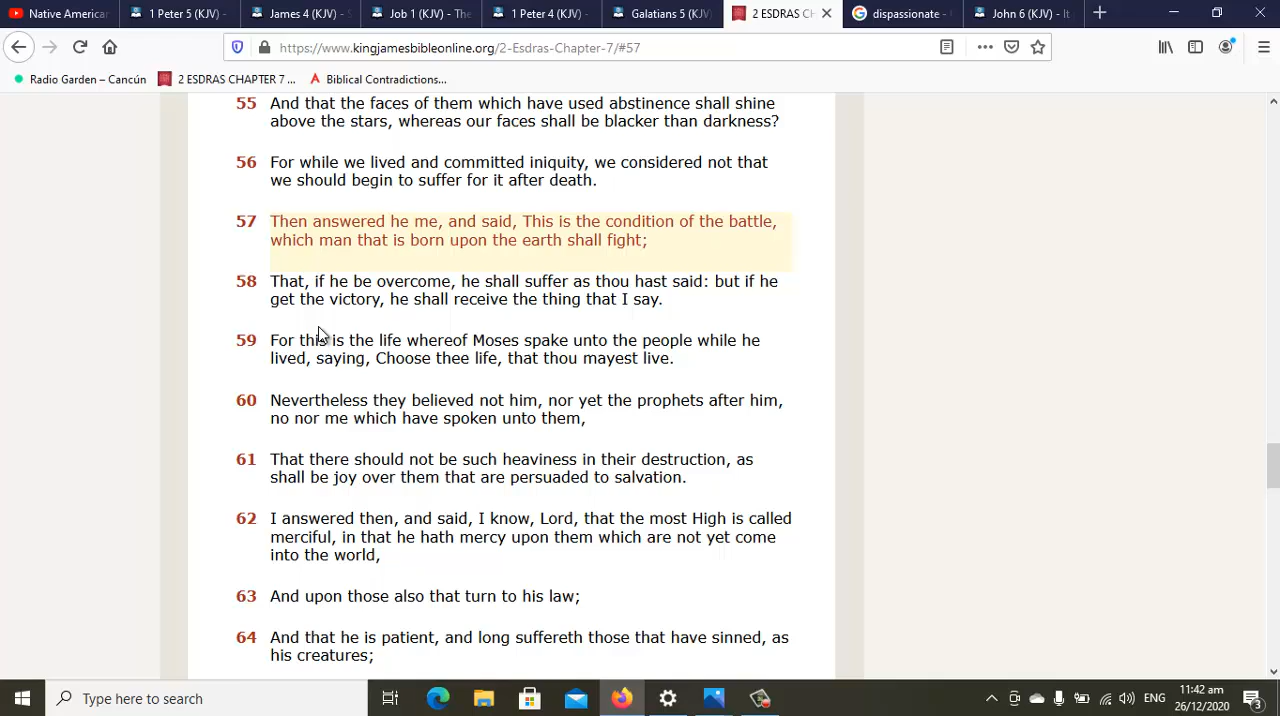 Native American
1 Peter 5 (KJV) -
James 4 (KJV) - S
Job 1 (KJV) - The
1 Peter 4 (KJV) -
Galatians 5 (KJV)
2 ESDRAS CH
dispassionate -
John 6 (KJV) - It
https://www.kingjamesbibleonline.org/2-Esdras-Chapter-7/#57
Radio Garden – Cancún
2 ESDRAS CHAPTER 7 ...
Biblical Contradictions...
55 And that the faces of them which have used abstinence shall shine
above the stars, whereas our faces shall be blacker than darkness?
56 For while we lived and committed iniquity, we considered not that
we should begin to suffer for it after death.
57 Then answered he me, and said, This is the condition of the battle,
which man that is born upon the earth shall fight;
58 That, if he be overcome, he shall suffer as thou hast said: but if he
get the victory, he shall receive the thing that I say.
59 For this is the life whereof Moses spake unto the people while he
lived, saying, Choose thee life, that thou mayest live.
60 Nevertheless they believed not him, nor yet the prophets after him,
no nor me which have spoken unto them,
61 That there should not be such heaviness in their destruction, as
shall be joy over them that are persuaded to salvation.
62 I answered then, and said, I know, Lord, that the most High is called
merciful, in that he hath mercy upon them which are not yet come
into the world,
63 And upon those also that turn to his law;
64 And that he is patient, and long suffereth those that have sinned, as
his creatures;
Type here to search
ENG
11:42 am
26/12/2020
3